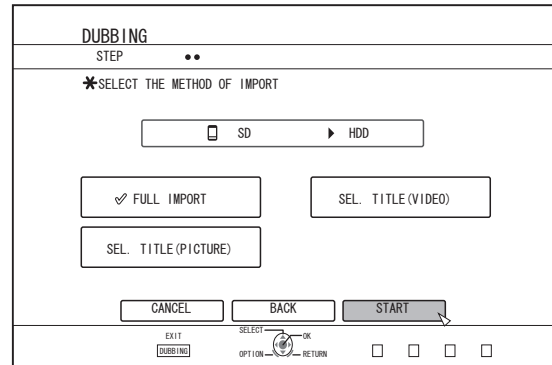 DUBBING
STEP
SELECT THE METHOD OF IMPORT
SD HDD
FULL IMPORT SEL. TITLE(VIDEO)
SEL. TITLE(PICTURE)
CANCEL BACK START
EXIT SELECT OK
DUBBING OPTION RETURN